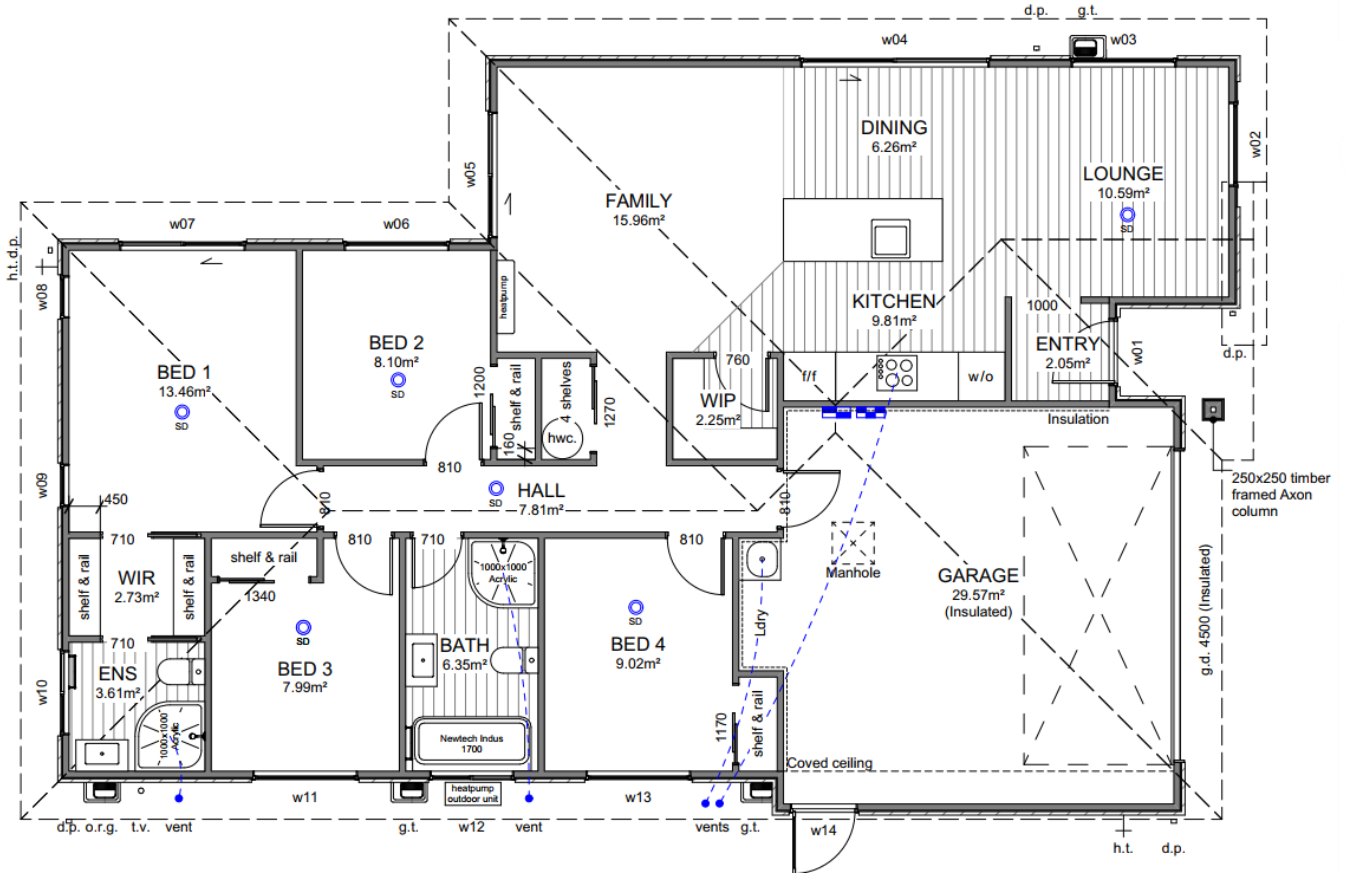 d.p. g.t.
w04
w03
w02
w05
DINING
6.26m²
LOUNGE
10.59m²
SD
FAMILY
15.96m²
w07
w06
h.t. d.p.
w08
heatpump
KITCHEN
9.81m²
1000
ENTRY
2.05m²
w01
d.p.
BED 1
13.46m²
SD
BED 2
8.10m²
SD
1200
shelf & rail
160
4 shelves
hwc.
1270
760
WIP
2.25m²
f/f
w/o
Insulation
250x250 timber
framed Axon
column
w09
450
810
810
HALL
7.81m²
SD
810
710
810
710
810
shelf & rail
WIR
2.73m²
shelf & rail
shelf & rail
1340
1000x1000
Acrylic
Manhole
GARAGE
29.57m²
(Insulated)
g.d. 4500 (Insulated)
710
SD
BED 3
7.99m²
BATH
6.35m²
SD
BED 4
9.02m²
Ldry
ENS
3.61m²
w10
1000x1000
Acrylic
Newtech Indus
1700
1170
shelf & rail
Coved ceiling
w11
heatpump
outdoor unit
w13
d.p. o.r.g. t.v. vent
g.t. w12 vent
vents g.t.
w14
h.t. d.p.